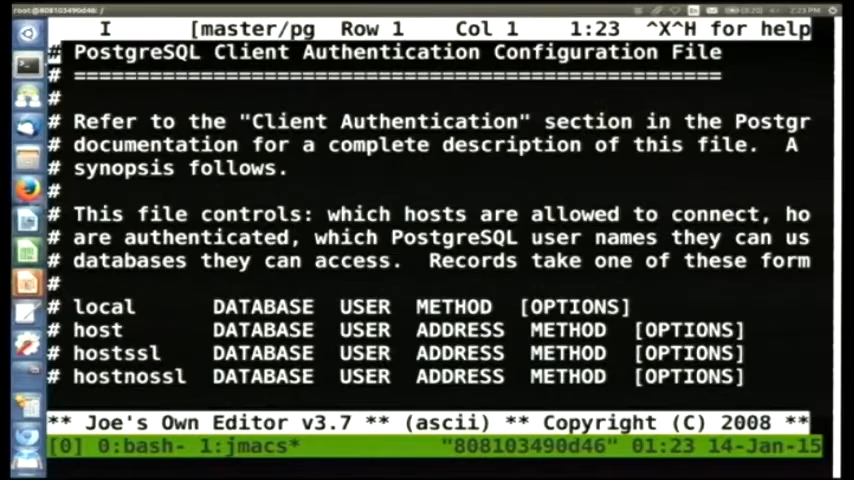 root@808103490d46: /
2:23 PM
I [master/pg Row 1 Col 1 1:23 ^X^H for help
# PostgreSQL Client Authentication Configuration File
# ===================================================
#
# Refer to the "Client Authentication" section in the Postgr
# documentation for a complete description of this file. A
# synopsis follows.
#
# This file controls: which hosts are allowed to connect, ho
# are authenticated, which PostgreSQL user names they can us
# databases they can access. Records take one of these form
#
# local DATABASE USER METHOD [OPTIONS]
# host DATABASE USER ADDRESS METHOD [OPTIONS]
# hostssl DATABASE USER ADDRESS METHOD [OPTIONS]
# hostnossl DATABASE USER ADDRESS METHOD [OPTIONS]
** Joe's Own Editor v3.7 ** (ascii) ** Copyright (C) 2008 **
[0] 0:bash- 1:jmacs* "808103490d46" 01:23 14-Jan-15